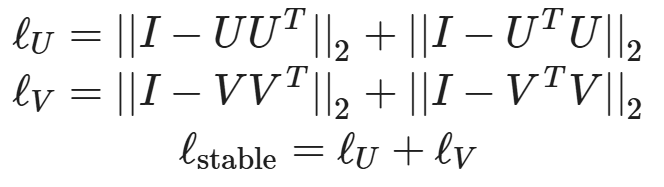 ℓ_U = ||I − UU^T||_2 + ||I − U^T U||_2
ℓ_V = ||I − VV^T||_2 + ||I − V^T V||_2
ℓ_stable = ℓ_U + ℓ_V